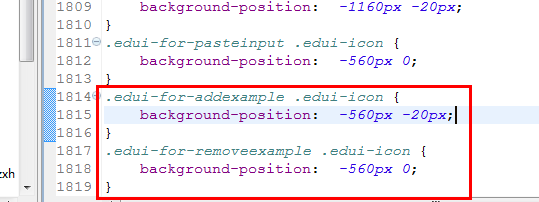 1809 background-position: -1160px -20px;
1810 }
1811 .edui-for-pasteinput .edui-icon {
1812 background-position: -560px 0;
1813 }
1814 .edui-for-addexample .edui-icon {
1815 background-position: -560px -20px;
1816 }
1817 .edui-for-removeexample .edui-icon {
1818 background-position: -560px 0;
1819 }
zxh